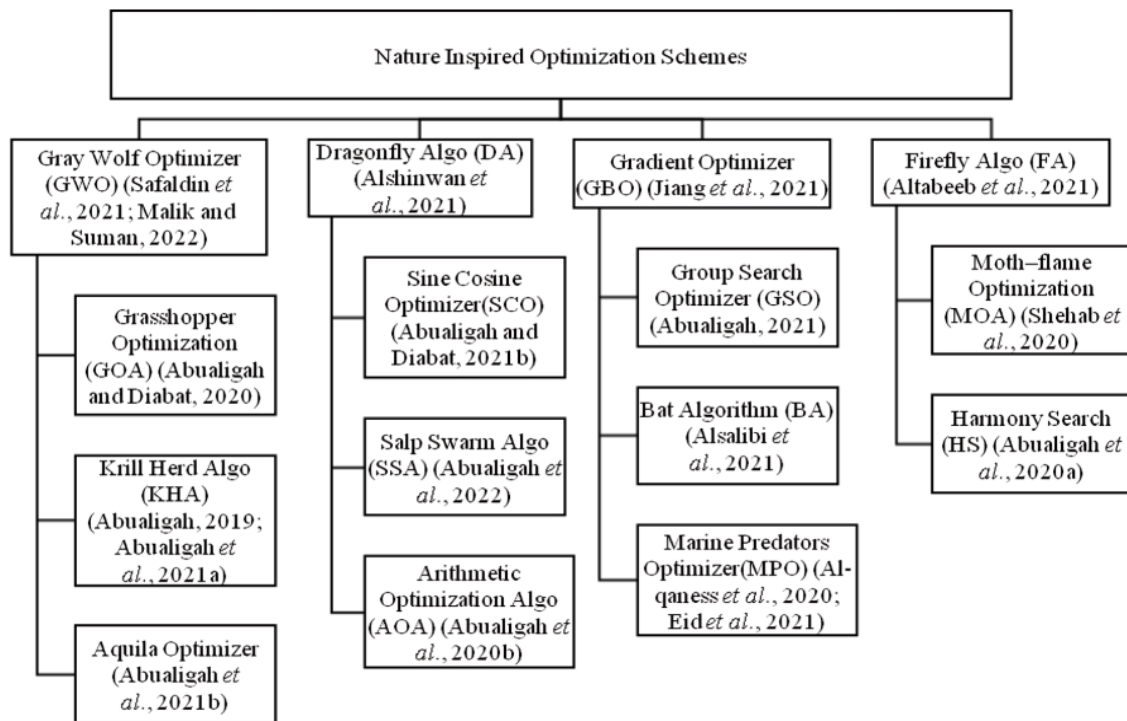 Nature Inspired Optimization Schemes
Gray Wolf Optimizer
(GWO) (Safaldin et
al., 2021; Malik and
Suman, 2022)
Grasshopper
Optimization
(GOA) (Abualigah
and Diabat, 2020)
Krill Herd Algo
(KHA)
(Abualigah, 2019;
Abualigah et
al., 2021a)
Aquila Optimizer
(Abualigah et
al., 2021b)
Dragonfly Algo (DA)
(Alshinwan et
al., 2021)
Sine Cosine
Optimizer(SCO)
(Abualigah and
Diabat, 2021b)
Salp Swarm Algo
(SSA) (Abualigah et
al., 2022)
Arithmetic
Optimization Algo
(AOA) (Abualigah et
al., 2020b)
Gradient Optimizer
(GBO) (Jiang et al., 2021)
Group Search
Optimizer (GSO)
(Abualigah, 2021)
Bat Algorithm (BA)
(Alsalibi et
al., 2021)
Marine Predators
Optimizer(MPO) (Al-
qaness et al., 2020;
Eid et al., 2021)
Firefly Algo (FA)
(Altabeeb et al., 2021)
Moth–flame
Optimization
(MOA) (Shehab et
al., 2020)
Harmony Search
(HS) (Abualigah et
al., 2020a)